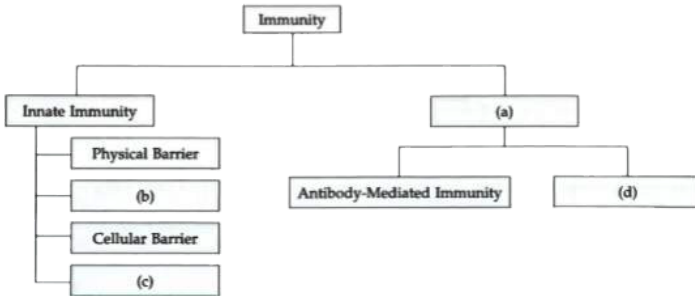 Immunity
Innate Immunity
(a)
Physical Barrier
(b)
Antibody-Mediated Immunity
(d)
Cellular Barrier
(c)